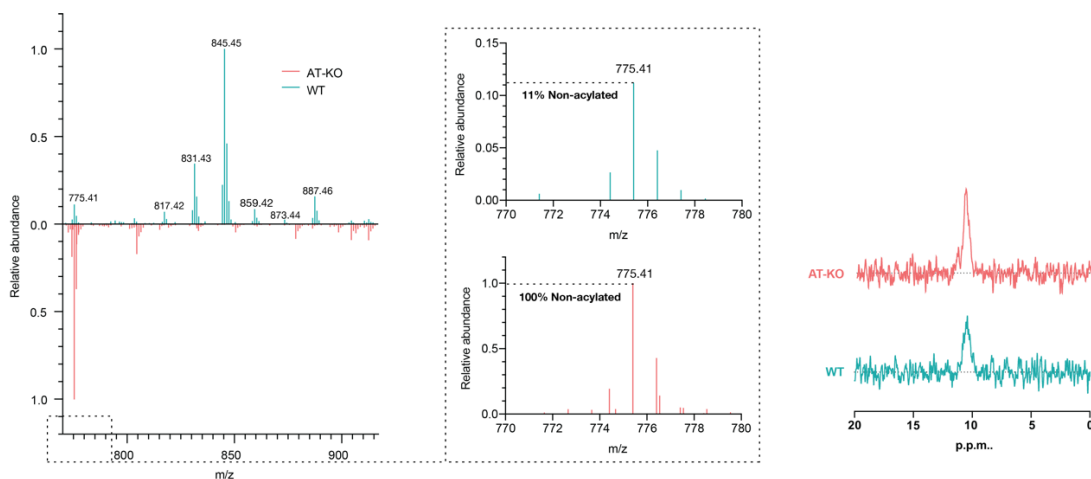 845.45
AT-KO
WT
831.43
775.41
817.42
859.42
873.44
887.46
Relative abundance
Relative abundance
1.0
0.5
0.0
0.5
1.0
800
850
900
m/z
0.15
0.10
0.05
0.00
775.41
11% Non-acylated
Relative abundance
770
772
774
776
778
780
m/z
1.0
0.5
0.0
775.41
100% Non-acylated
Relative abundance
770
772
774
776
778
780
m/z
AT-KO
WT
20
15
10
5
0
p.p.m..